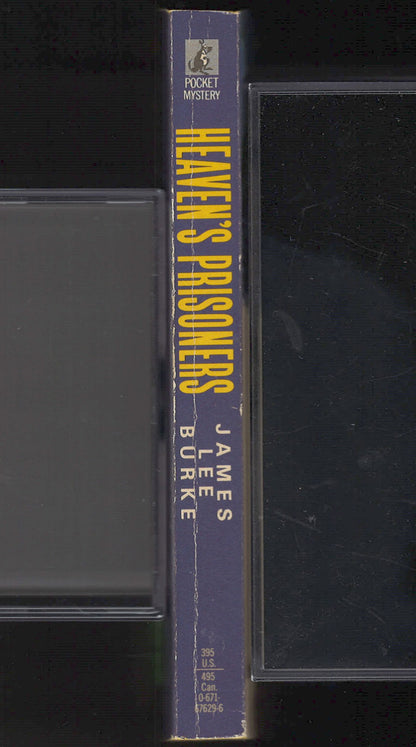 POCKET
MYSTERY
HEAVEN'S PRISONERS
JAMES
LEE
BURKE
395
U.S.
495
Can.
0-671-
67629-6